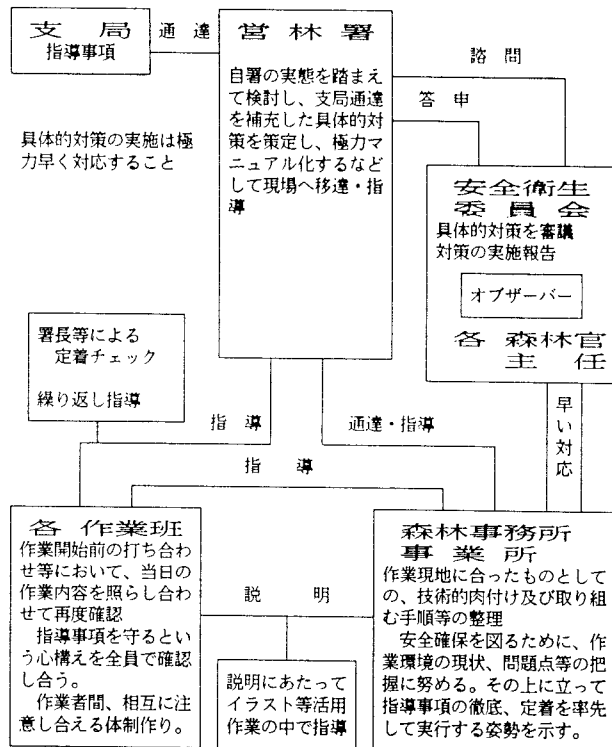 支局
指導事項
通達
営林署
自署の実態を踏まえ
て検討し、支局通達
を補充した具体的対
策を策定し、極力マ
ニュアル化するなど
して現場へ移達・指
導
諮問
答申
具体的対策の実施は極
力早く対応すること
安全衛生
委員会
具体的対策を審議
対策の実施報告
オブザーバー
各森林官
主任
署長等による
定着チェック
繰り返し指導
指導
通達・指導
早い対応
指導
各作業班
作業開始前の打ち合わ
せ等において、当日の
作業内容を照らし合わ
せて再度確認
指導事項を守るとい
う心構えを全員で確認
し合う。
作業者間、相互に注
意し合える体制作り。
説明
説明にあたって
イラスト等活用
作業の中で指導
森林事務所
事業所
作業現地に合ったものとして
の、技術的肉付け及び取り組
む手順等の整理
安全確保を図るために、作
業環境の現状、問題点等の把
握に努める。その上に立って
指導事項の徹底、定着を率先
して実行する姿勢を示す。